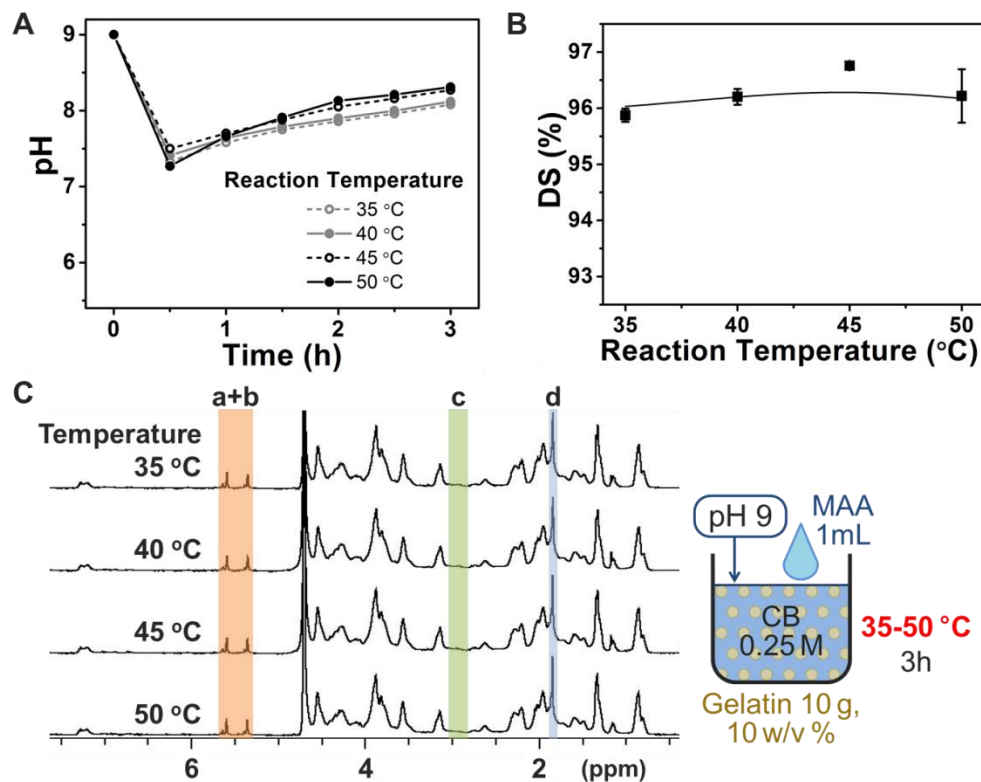 A
9
8
7
6
pH
Reaction Temperature
35 °C
40 °C
45 °C
50 °C
0
1
2
3
Time (h)
B
97
96
95
94
93
DS (%)
35
40
45
50
Reaction Temperature (°C)
C
a+b
c
d
Temperature
35 °C
40 °C
45 °C
50 °C
6
4
2
(ppm)
pH 9
MAA
1mL
CB
0.25 M
35-50 °C
3h
Gelatin 10 g,
10 w/v %